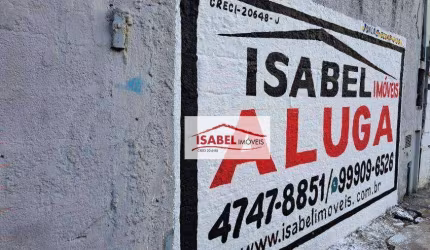 CRECI-20648-J
ISABEL IMÓVEIS
ALUGA
4747-8851/99909-6526
www.isabelimoveis.com.br
ISABEL IMÓVEIS